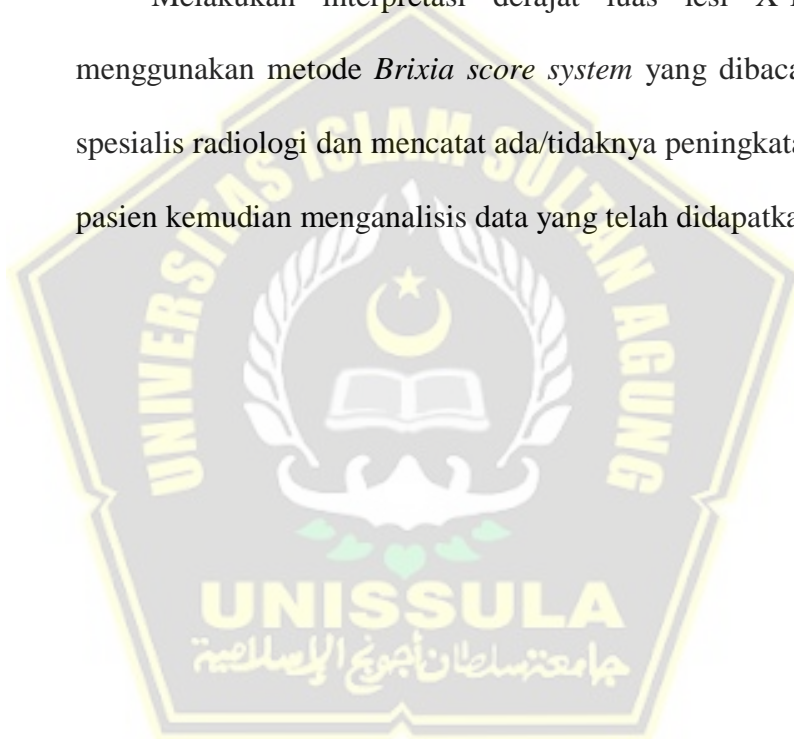 Melakukan interpretasi derajat luas lesi X-
menggunakan metode Brixia score system yang dibaca
spesialis radiologi dan mencatat ada/tidaknya peningkata
pasien kemudian menganalisis data yang telah didapatka
UNIVERSITAS ISLAM SULTAN AGUNG
UNISSULA
جامعة سلطان أجونج الإسلامية